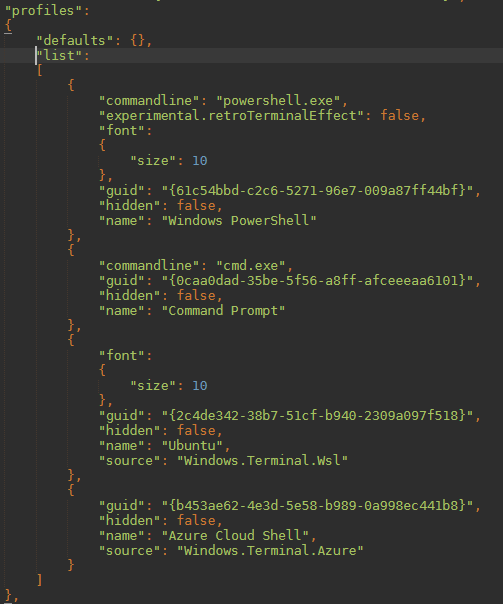 "profiles":
{
    "defaults": {},
    "list":
    [
        {
            "commandline": "powershell.exe",
            "experimental.retroTerminalEffect": false,
            "font":
            {
                "size": 10
            },
            "guid": "{61c54bbd-c2c6-5271-96e7-009a87ff44bf}",
            "hidden": false,
            "name": "Windows PowerShell"
        },
        {
            "commandline": "cmd.exe",
            "guid": "{0caa0dad-35be-5f56-a8ff-afceeeaa6101}",
            "hidden": false,
            "name": "Command Prompt"
        },
        {
            "font":
            {
                "size": 10
            },
            "guid": "{2c4de342-38b7-51cf-b940-2309a097f518}",
            "hidden": false,
            "name": "Ubuntu",
            "source": "Windows.Terminal.Wsl"
        },
        {
            "guid": "{b453ae62-4e3d-5e58-b989-0a998ec441b8}",
            "hidden": false,
            "name": "Azure Cloud Shell",
            "source": "Windows.Terminal.Azure"
        }
    ]
},